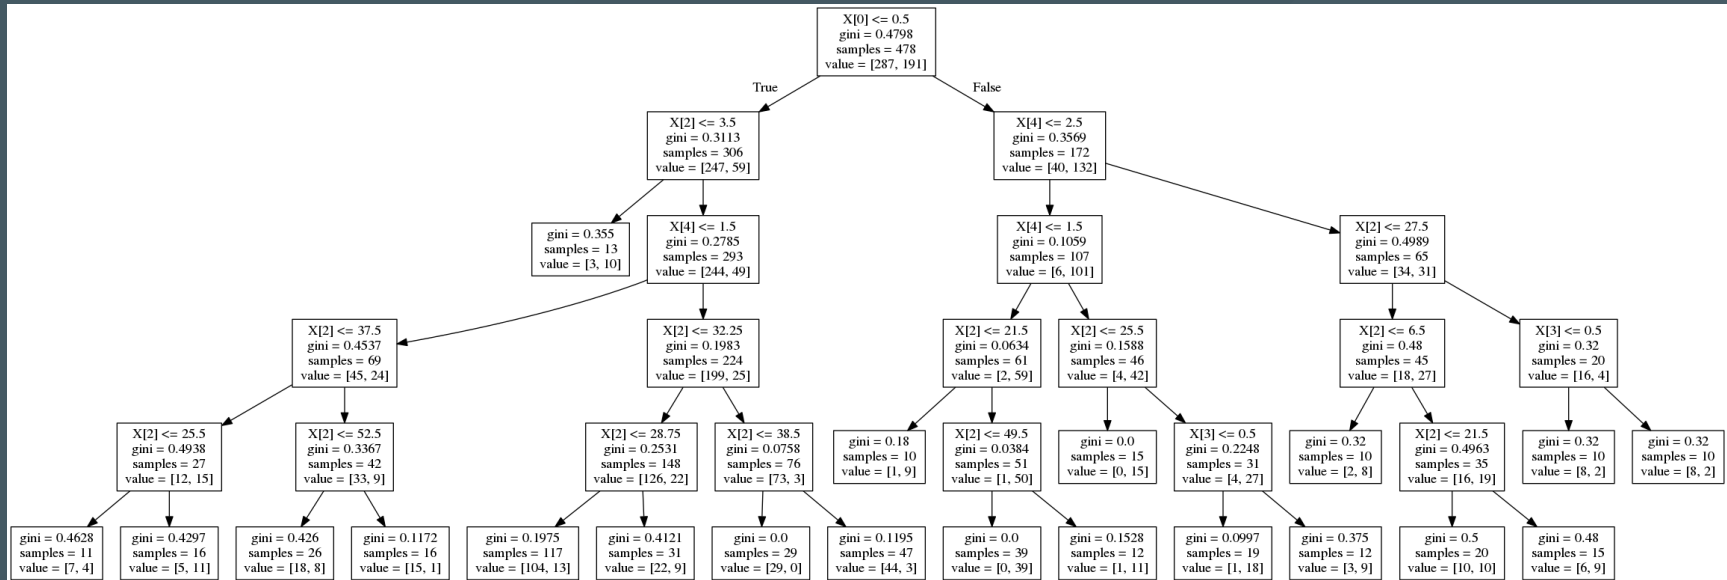 X[0] <= 0.5
gini = 0.4798
samples = 478
value = [287, 191]
True
False
X[2] <= 3.5
gini = 0.3113
samples = 306
value = [247, 59]
X[4] <= 2.5
gini = 0.3569
samples = 172
value = [40, 132]
gini = 0.355
samples = 13
value = [3, 10]
X[4] <= 1.5
gini = 0.2785
samples = 293
value = [244, 49]
X[4] <= 1.5
gini = 0.1059
samples = 107
value = [6, 101]
X[2] <= 27.5
gini = 0.4989
samples = 65
value = [34, 31]
X[2] <= 37.5
gini = 0.4537
samples = 69
value = [45, 24]
X[2] <= 32.25
gini = 0.1983
samples = 224
value = [199, 25]
X[2] <= 21.5
gini = 0.0634
samples = 61
value = [2, 59]
X[2] <= 25.5
gini = 0.1588
samples = 46
value = [4, 42]
X[2] <= 6.5
gini = 0.48
samples = 45
value = [18, 27]
X[3] <= 0.5
gini = 0.32
samples = 20
value = [16, 4]
X[2] <= 25.5
gini = 0.4938
samples = 27
value = [12, 15]
X[2] <= 52.5
gini = 0.3367
samples = 42
value = [33, 9]
X[2] <= 28.75
gini = 0.2531
samples = 148
value = [126, 22]
X[2] <= 38.5
gini = 0.0758
samples = 76
value = [73, 3]
gini = 0.18
samples = 10
value = [1, 9]
X[2] <= 49.5
gini = 0.0384
samples = 51
value = [1, 50]
gini = 0.0
samples = 15
value = [0, 15]
X[3] <= 0.5
gini = 0.2248
samples = 31
value = [4, 27]
gini = 0.32
samples = 10
value = [2, 8]
X[2] <= 21.5
gini = 0.4963
samples = 35
value = [16, 19]
gini = 0.32
samples = 10
value = [8, 2]
gini = 0.32
samples = 10
value = [8, 2]
gini = 0.4628
samples = 11
value = [7, 4]
gini = 0.4297
samples = 16
value = [5, 11]
gini = 0.426
samples = 26
value = [18, 8]
gini = 0.1172
samples = 16
value = [15, 1]
gini = 0.1975
samples = 117
value = [104, 13]
gini = 0.4121
samples = 31
value = [22, 9]
gini = 0.0
samples = 29
value = [29, 0]
gini = 0.1195
samples = 47
value = [44, 3]
gini = 0.0
samples = 39
value = [0, 39]
gini = 0.1528
samples = 12
value = [1, 11]
gini = 0.0997
samples = 19
value = [1, 18]
gini = 0.375
samples = 12
value = [3, 9]
gini = 0.5
samples = 20
value = [10, 10]
gini = 0.48
samples = 15
value = [6, 9]